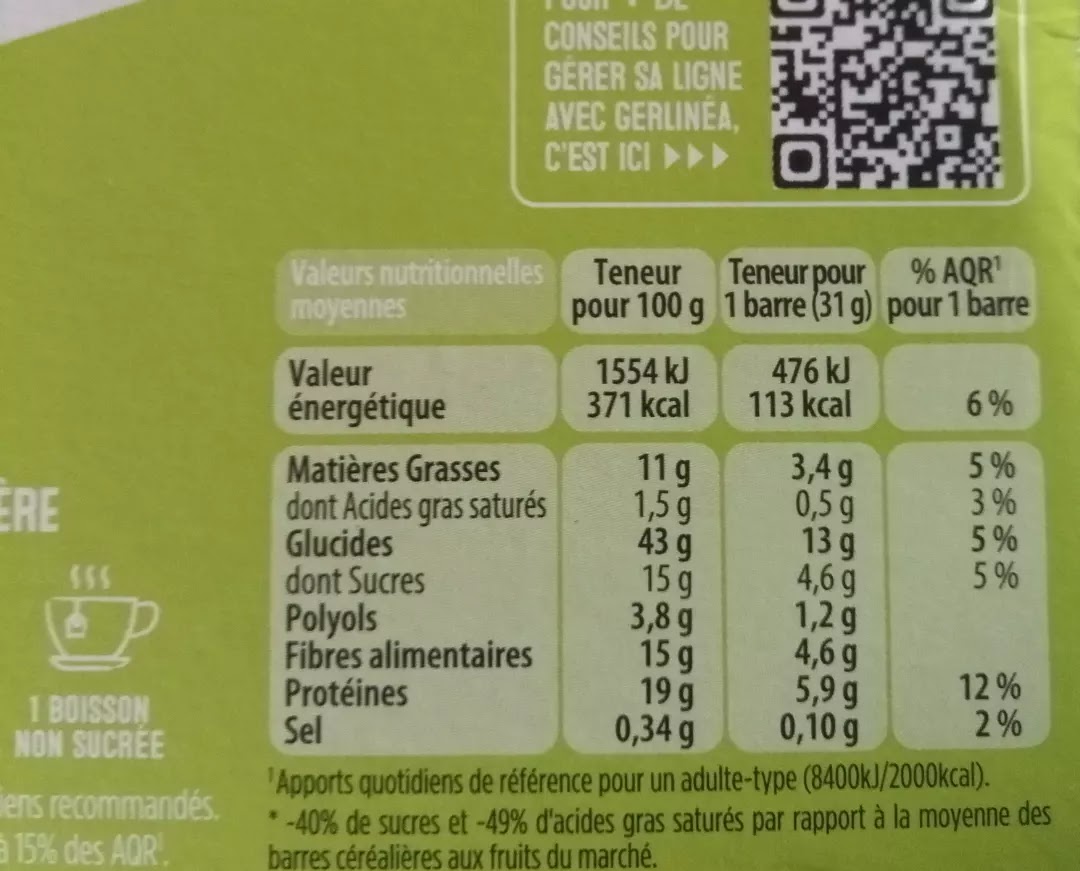 CONSEILS POUR
GÉRER SA LIGNE
AVEC GERLINÉA,
C'EST ICI
Valeurs nutritionnelles moyennes Teneur pour 100 g Teneur pour 1 barre (31 g) % AQR¹ pour 1 barre
Valeur énergétique 1554 kJ 371 kcal 476 kJ 113 kcal 6 %
Matières Grasses 11 g 3,4 g 5 %
dont Acides gras saturés 1,5 g 0,5 g 3 %
Glucides 43 g 13 g 5 %
dont Sucres 15 g 4,6 g 5 %
Polyols 3,8 g 1,2 g
Fibres alimentaires 15 g 4,6 g
Protéines 19 g 5,9 g 12 %
Sel 0,34 g 0,10 g 2 %
¹Apports quotidiens de référence pour un adulte-type (8400kJ/2000kcal).
* -40% de sucres et -49% d'acides gras saturés par rapport à la moyenne des
barres céréalières aux fruits du marché.
ÈRE
1 BOISSON
NON SUCRÉE
iens recommandés.
à 15% des AQR¹.